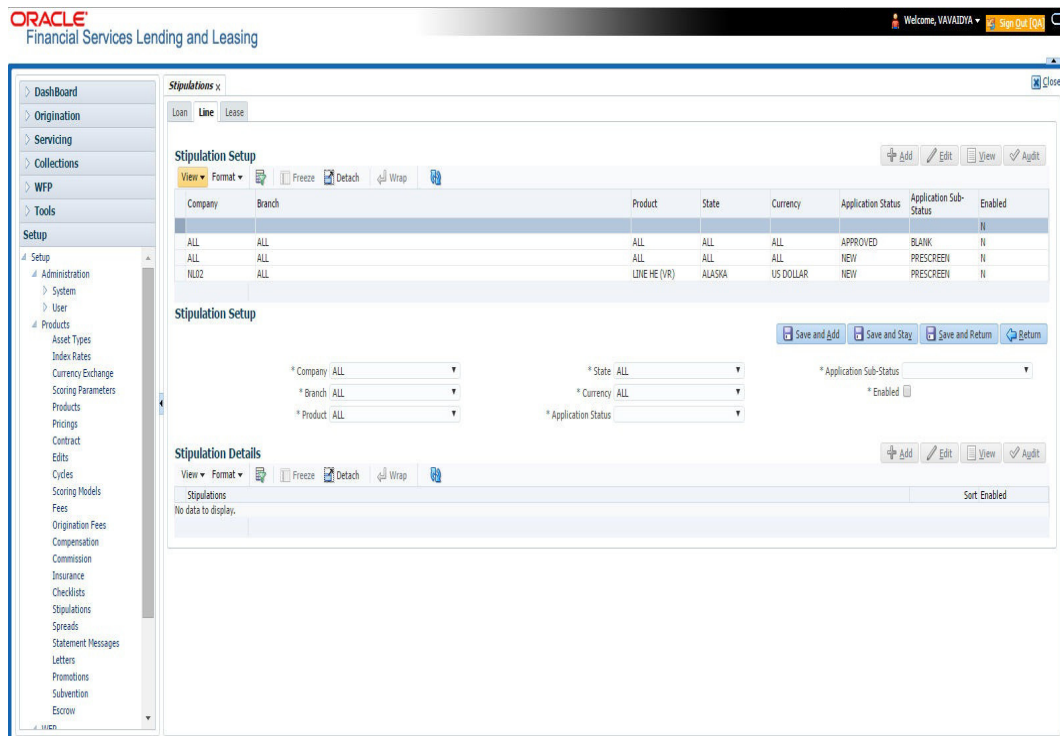 ORACLE
Financial Services Lending and Leasing
Welcome, VAVAIDYA
Sign Out [QA]
DashBoard
Origination
Servicing
Collections
WFP
Tools
Setup
Setup
Administration
System
User
Products
Asset Types
Index Rates
Currency Exchange
Scoring Parameters
Products
Pricings
Contract
Edits
Cycles
Scoring Models
Fees
Origination Fees
Compensation
Commission
Insurance
Checklists
Stipulations
Spreads
Statement Messages
Letters
Promotions
Subvention
Escrow
WFP
Stipulations x
Close
Loan Line Lease
Stipulation Setup
Add Edit View Audit
View Format Freeze Detach Wrap
Company Branch Product State Currency Application Status Application Sub-Status Enabled
N
ALL ALL ALL ALL ALL APPROVED BLANK N
ALL ALL ALL ALL ALL NEW PRESCREEN N
NL02 ALL LINE HE (VR) ALASKA US DOLLAR NEW PRESCREEN N
Stipulation Setup
Save and Add Save and Stay Save and Return Return
* Company ALL * State ALL * Application Sub-Status
* Branch ALL * Currency ALL * Enabled
* Product ALL * Application Status
Stipulation Details
Add Edit View Audit
View Format Freeze Detach Wrap
Stipulations Sort Enabled
No data to display.